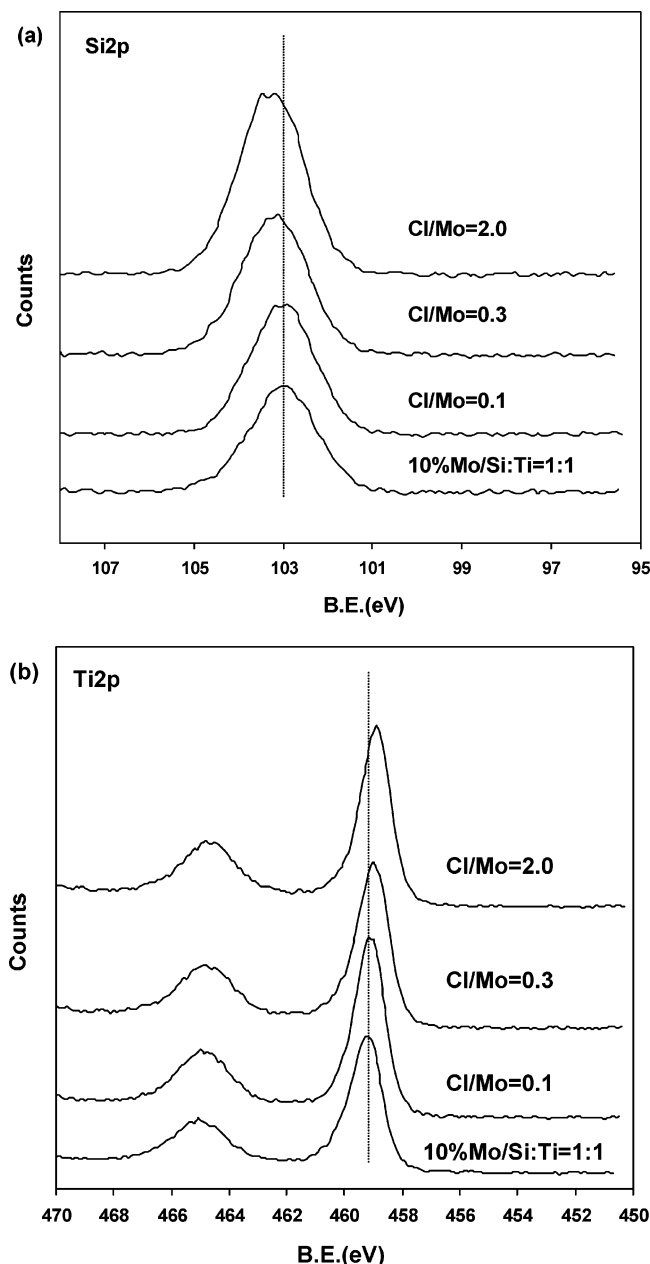 (a)
Si2p
Counts
Cl/Mo=2.0
Cl/Mo=0.3
Cl/Mo=0.1
10%Mo/Si:Ti=1:1
107 105 103 101 99 97 95
B.E.(eV)
(b)
Ti2p
Counts
Cl/Mo=2.0
Cl/Mo=0.3
Cl/Mo=0.1
10%Mo/Si:Ti=1:1
470 468 466 464 462 460 458 456 454 452 450
B.E.(eV)